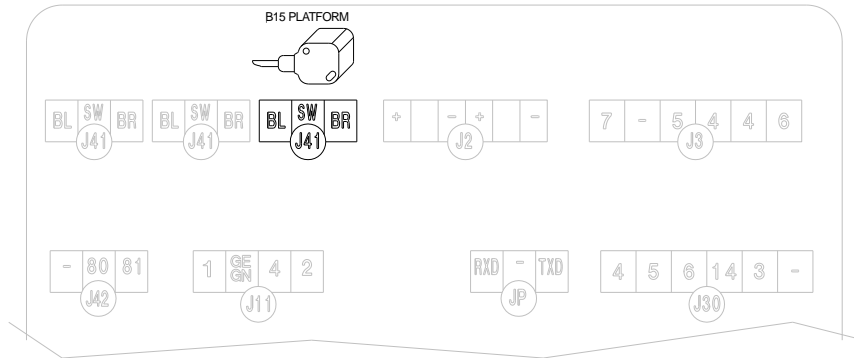 B15 PLATFORM
BL SW BR BL SW BR BL SW BR + - + - 7 - 5 4 4 6
J41 J41 J41 J2 J3
- 80 81 1 GE GN 4 2 RXD - TXD 4 5 6 14 3 -
J42 J11 JP J30